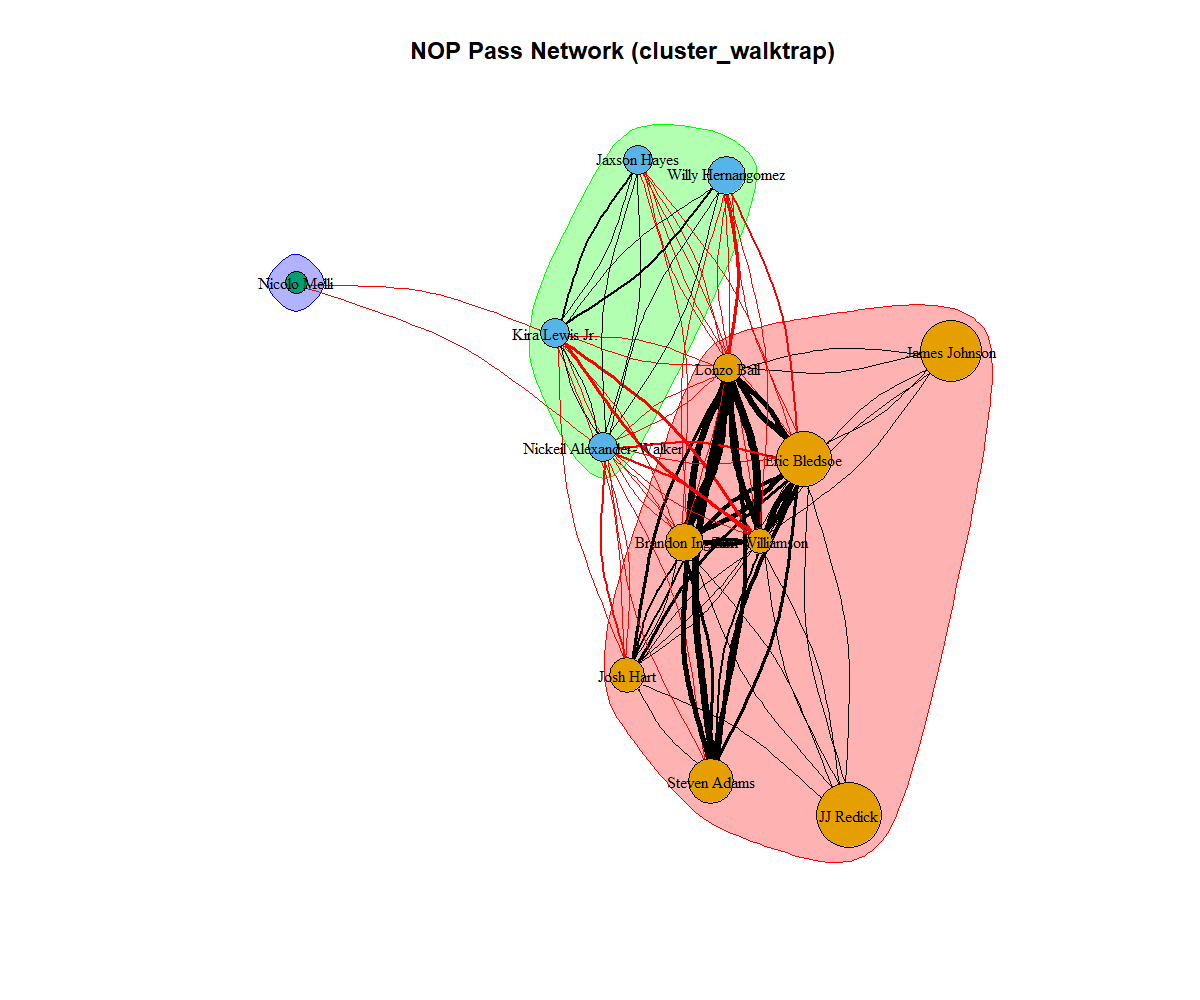 NOP Pass Network (cluster_walktrap)
Jaxson Hayes
Willy Hernangomez
Nicolo Melli
Kira Lewis Jr.
James Johnson
Lonzo Ball
Nickeil Alexander-Walker
Eric Bledsoe
Brandon Ingram
Williamson
Josh Hart
Steven Adams
JJ Redick